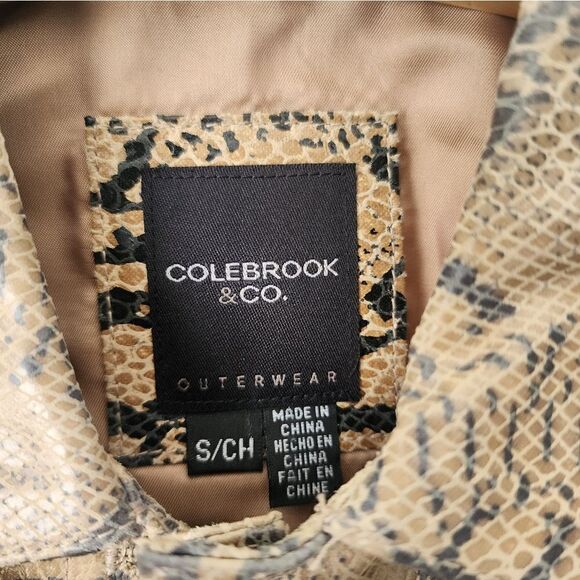 COLEBROOK
&CO.
OUTERWEAR
S/CH
MADE IN
CHINA
HECHO EN
CHINA
FAIT EN
CHINE